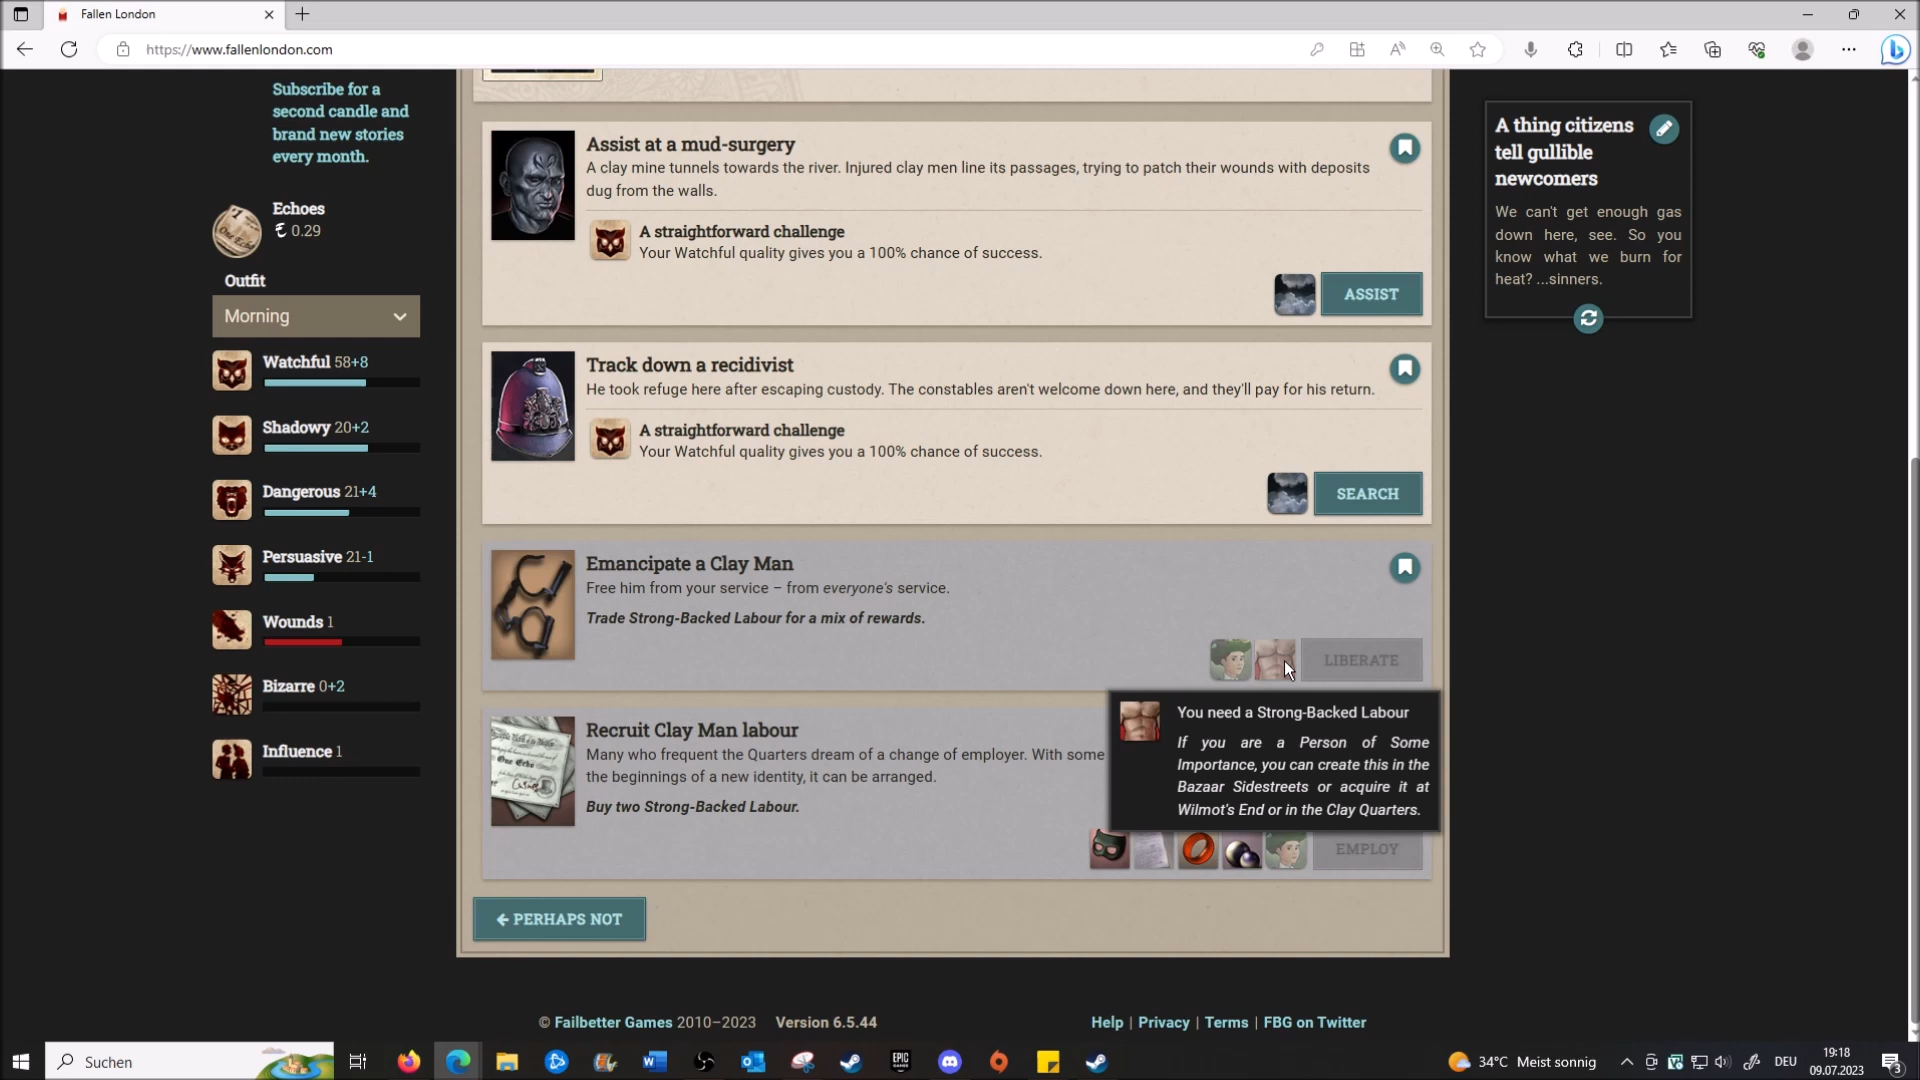 Fallen London
https://www.fallenlondon.com
Subscribe for a
second candle and
brand new stories
every month.
Echoes
0.29
Outfit
Morning
Watchful 58+8
Shadowy 20+2
Dangerous 21+4
Persuasive 21-1
Wounds 1
Bizarre 0+2
Influence 1
Assist at a mud-surgery
A clay mine tunnels towards the river. Injured clay men line its passages, trying to patch their wounds with deposits
dug from the walls.
A straightforward challenge
Your Watchful quality gives you a 100% chance of success.
ASSIST
Track down a recidivist
He took refuge here after escaping custody. The constables aren't welcome down here, and they'll pay for his return.
A straightforward challenge
Your Watchful quality gives you a 100% chance of success.
SEARCH
Emancipate a Clay Man
Free him from your service – from everyone's service.
Trade Strong-Backed Labour for a mix of rewards.
LIBERATE
You need a Strong-Backed Labour
If you are a Person of Some
Importance, you can create this in the
Bazaar Sidestreets or acquire it at
Wilmot's End or in the Clay Quarters.
Recruit Clay Man labour
Many who frequent the Quarters dream of a change of employer. With some
the beginnings of a new identity, it can be arranged.
Buy two Strong-Backed Labour.
EMPLOY
PERHAPS NOT
A thing citizens
tell gullible
newcomers
We can't get enough gas
down here, see. So you
know what we burn for
heat? ...sinners.
© Failbetter Games 2010–2023 Version 6.5.44
Help | Privacy | Terms | FBG on Twitter
Suchen
EPIC
GAMES
34°C Meist sonnig
DEU
19:18
09.07.2023
3